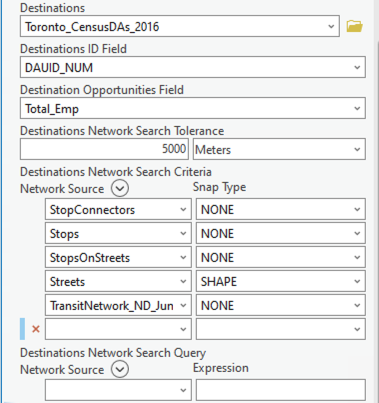 Destinations
Toronto_CensusDAs_2016
Destinations ID Field
DAUID_NUM
Destination Opportunities Field
Total_Emp
Destinations Network Search Tolerance
5000 Meters
Destinations Network Search Criteria
Network Source Snap Type
StopConnectors NONE
Stops NONE
StopsOnStreets NONE
Streets SHAPE
TransitNetwork_ND_Jun NONE
Destinations Network Search Query
Network Source Expression